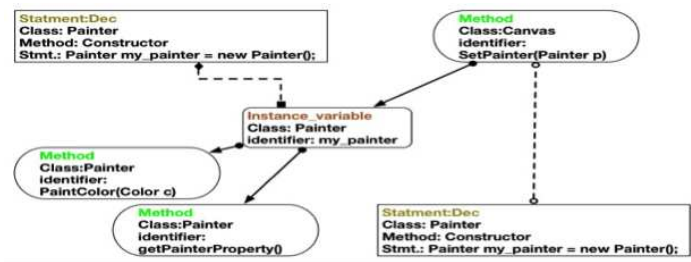 Statment:Dec
Class: Painter
Method: Constructor
Stmt.: Painter my_painter = new Painter();
Method
Class:Canvas
identifier:
SetPainter(Painter p)
Instance_variable
Class: Painter
identifier: my_painter
Method
Class:Painter
identifier:
PaintColor(Color c)
Method
Class:Painter
identifier:
getPainterProperty()
Statment:Dec
Class: Painter
Method: Constructor
Stmt.: Painter my_painter = new Painter();